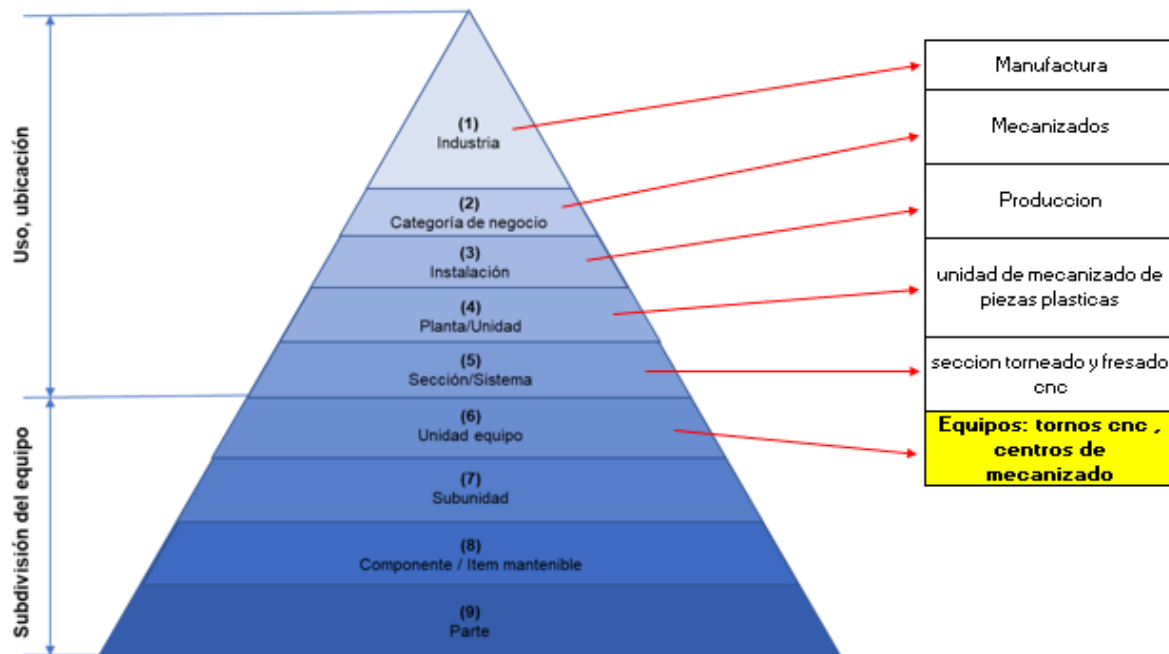 Uso, ubicación
Subdivisión del equipo
(1)
Industria
(2)
Categoría de negocio
(3)
Instalación
(4)
Planta/Unidad
(5)
Sección/Sistema
(6)
Unidad equipo
(7)
Subunidad
(8)
Componente / Item mantenible
(9)
Parte
Manufactura
Mecanizados
Produccion
unidad de mecanizado de
piezas plasticas
seccion torneado y fresado
cnc
Equipos: tornos cnc ,
centros de
mecanizado